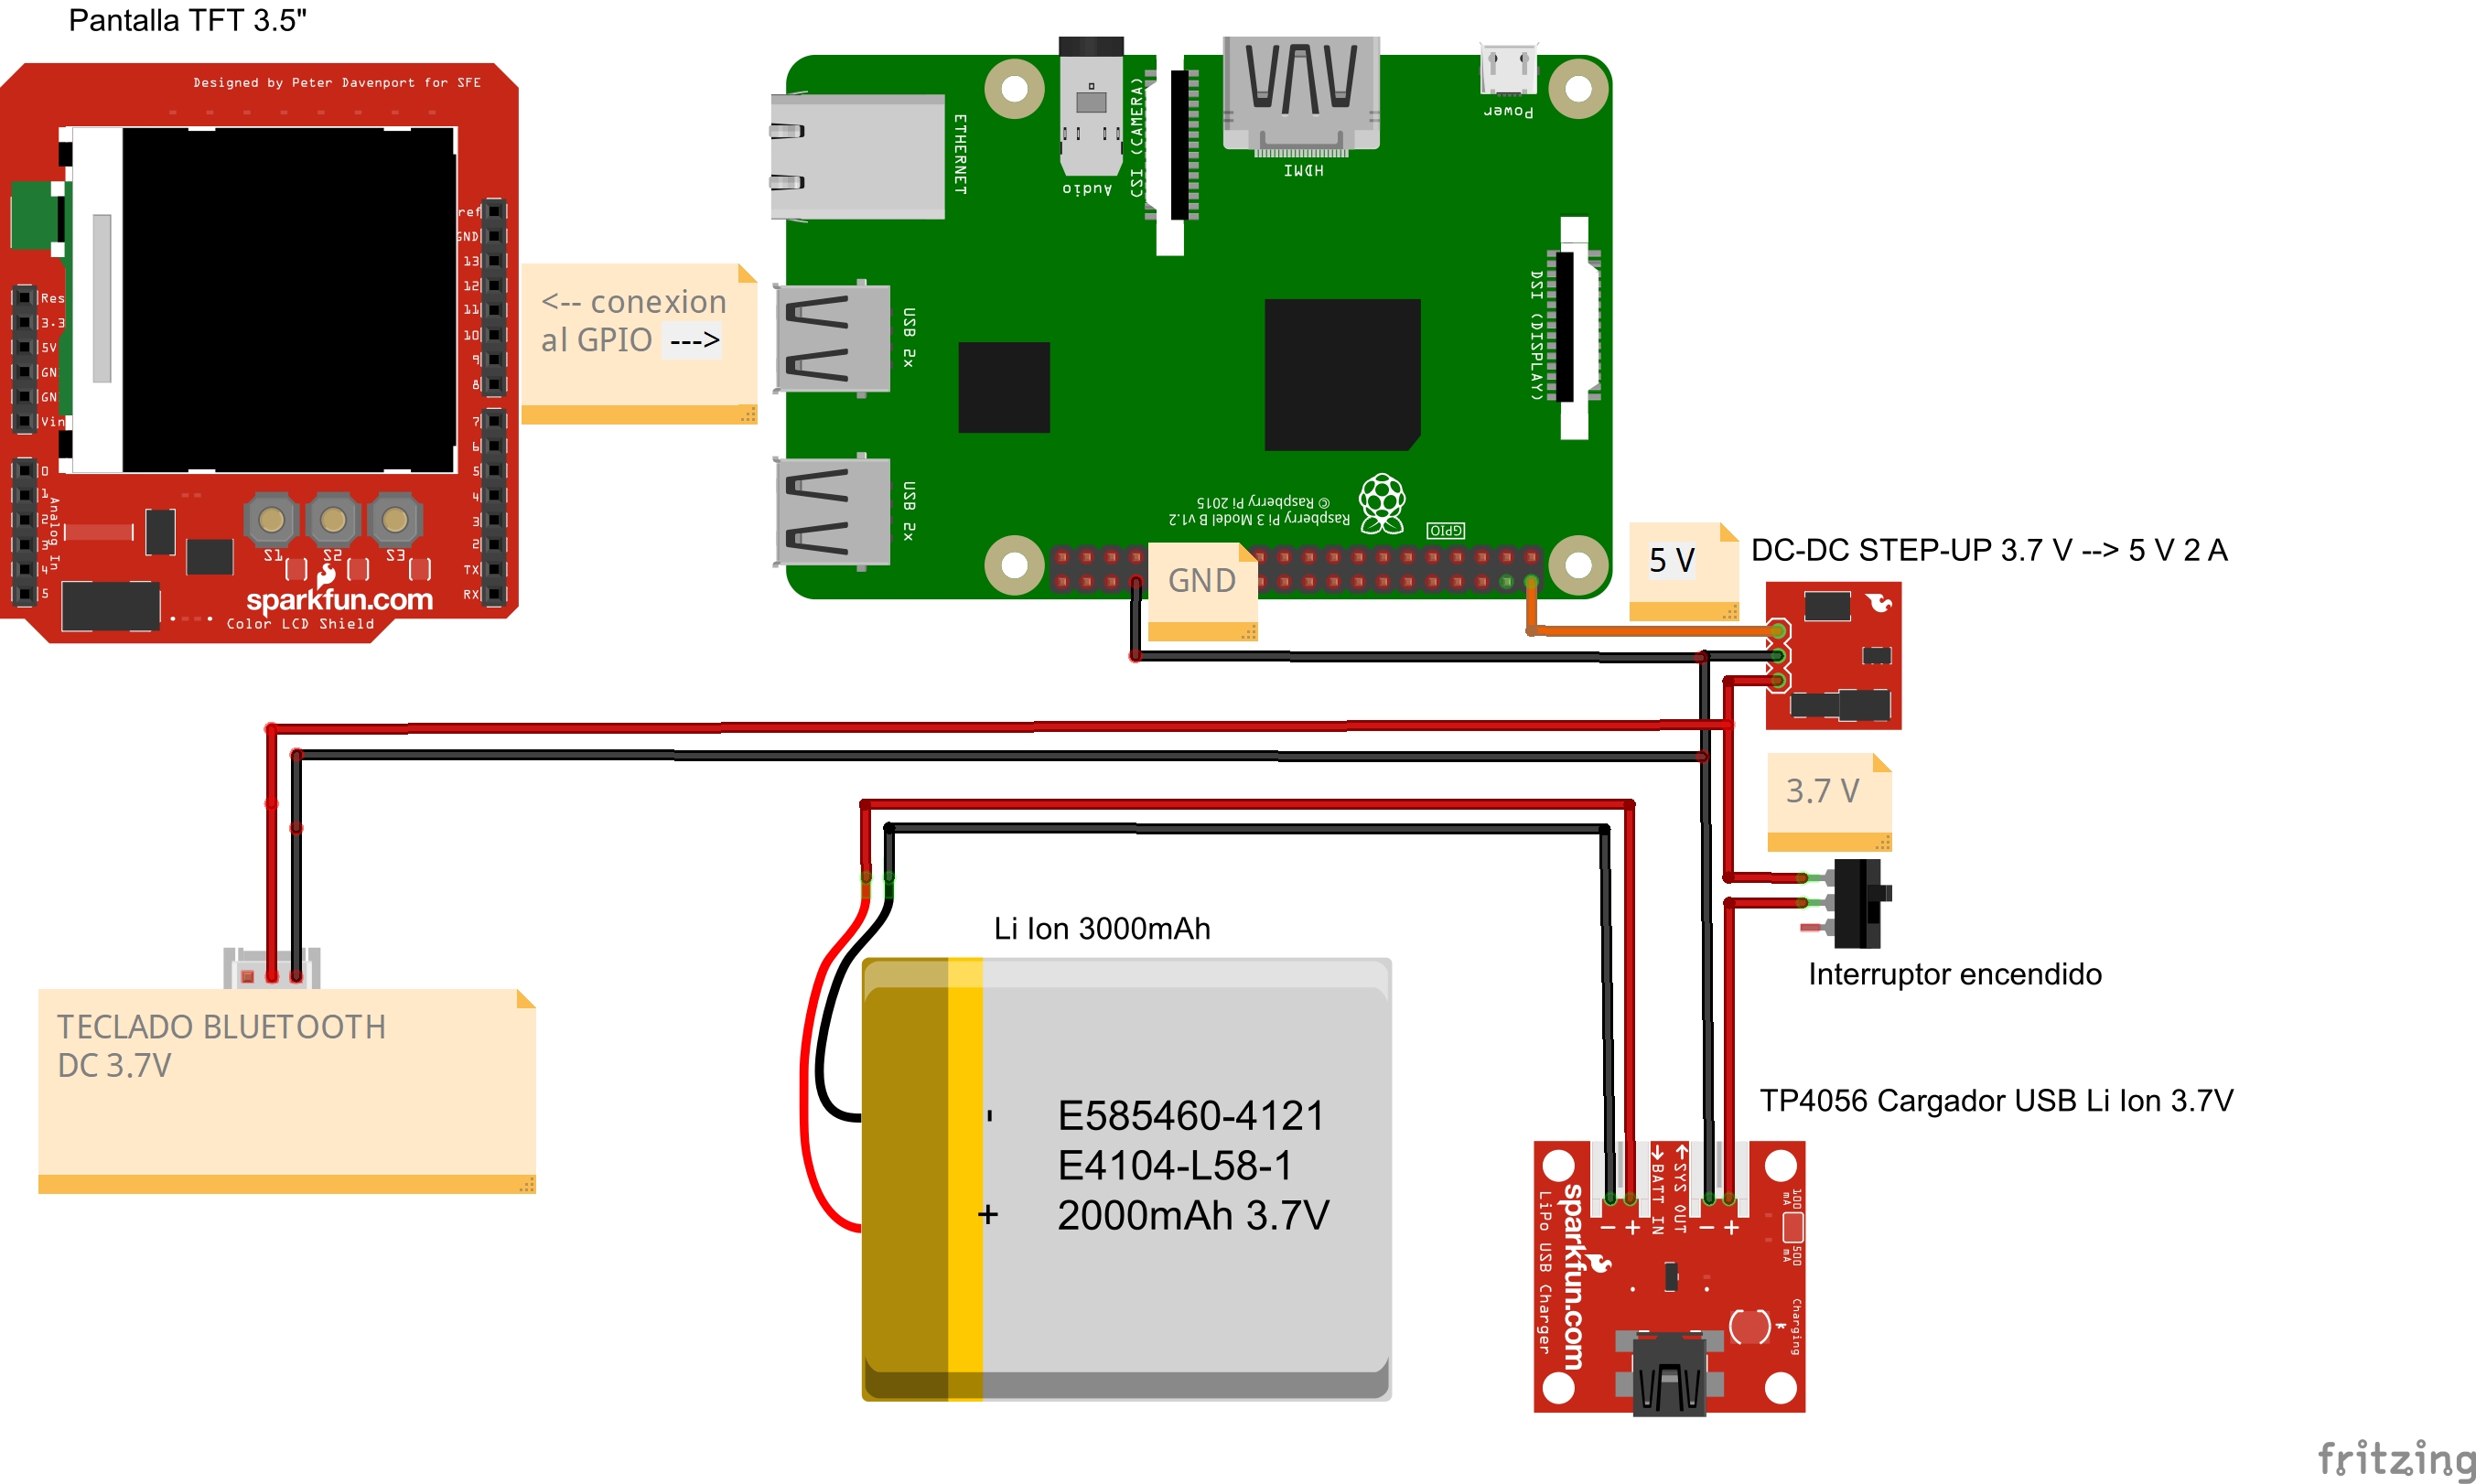 Pantalla TFT 3.5"
Designed by Peter Davenport for SFE
ref
GND
13
12
11
10
9
8
7
6
5
4
3
2
TX
RX
Res
3.3
5V
GN
GN
Vin
0
1
2
3
4
5
Analog In
S1
S2
S3
sparkfun.com
Color LCD Shield
<-- conexion
al GPIO --->
ETHERNET
USB 2x
USB 2x
Audio
CSI (CAMERA)
HDMI
Power
DSI (DISPLAY)
Raspberry Pi 3 Model B v1.2
© Raspberry Pi 2015
GPIO
GND
5 V
DC-DC STEP-UP 3.7 V --> 5 V 2 A
3.7 V
Interruptor encendido
TECLADO BLUETOOTH
DC 3.7V
Li Ion 3000mAh
- E585460-4121
E4104-L58-1
+ 2000mAh 3.7V
TP4056 Cargador USB Li Ion 3.7V
BATT IN
SYS OUT
- +
- +
100 mA
500 mA
sparkfun.com
LiPo USB Charger
Charging
fritzing